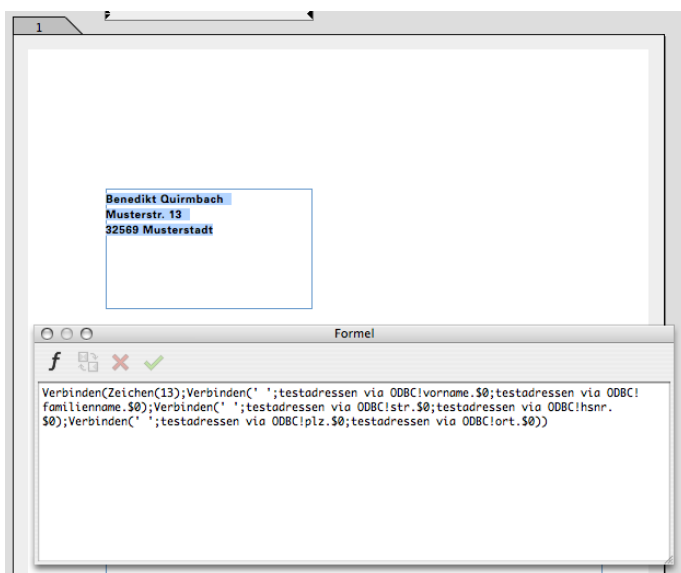 1
Benedikt Quirmbach
Musterstr. 13
32569 Musterstadt
Formel
f
Verbinden(Zeichen(13);Verbinden(' ';testadressen via ODBC!vorname.$0;testadressen via ODBC!
familienname.$0);Verbinden(' ';testadressen via ODBC!str.$0;testadressen via ODBC!hsnr.
$0);Verbinden(' ';testadressen via ODBC!plz.$0;testadressen via ODBC!ort.$0))